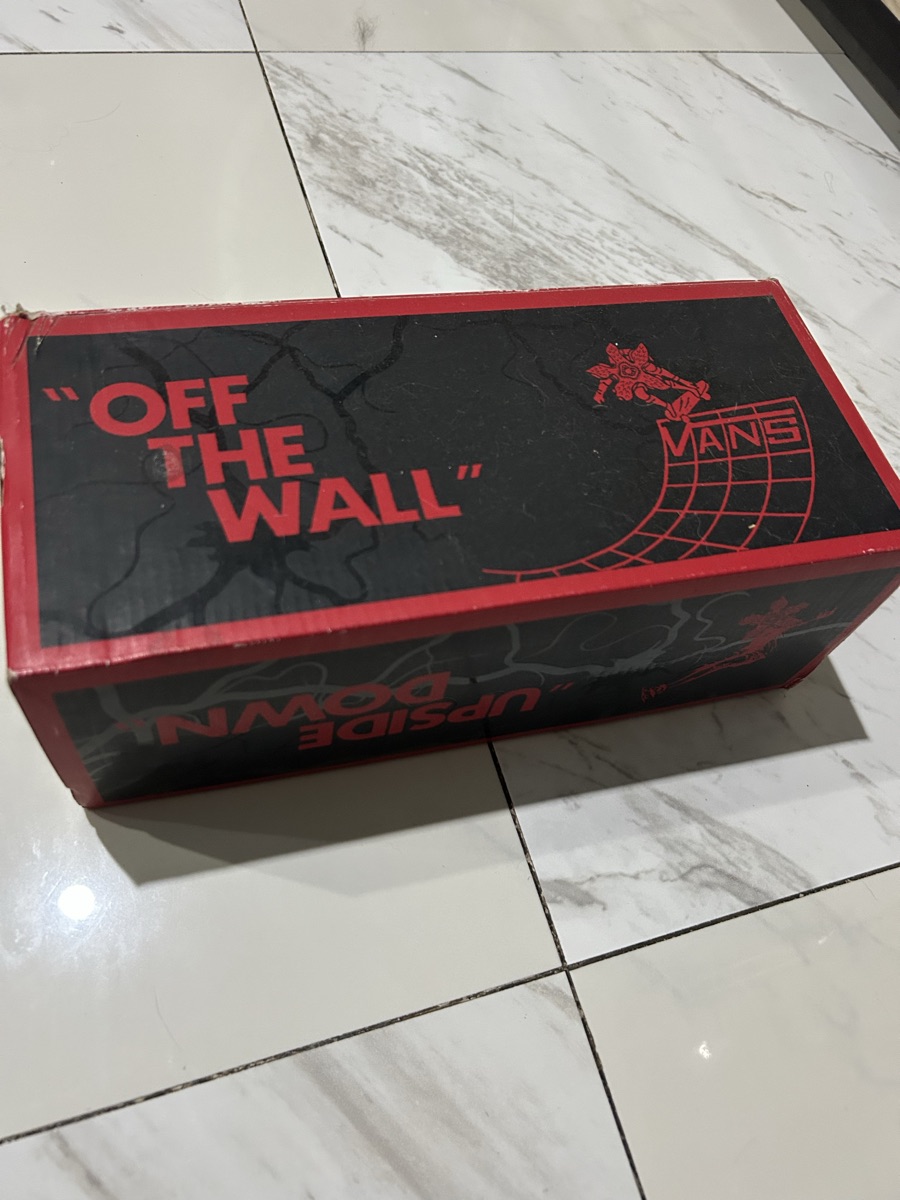 “OFF
THE
WALL”
VANS
"UPSIDE
DOWN"